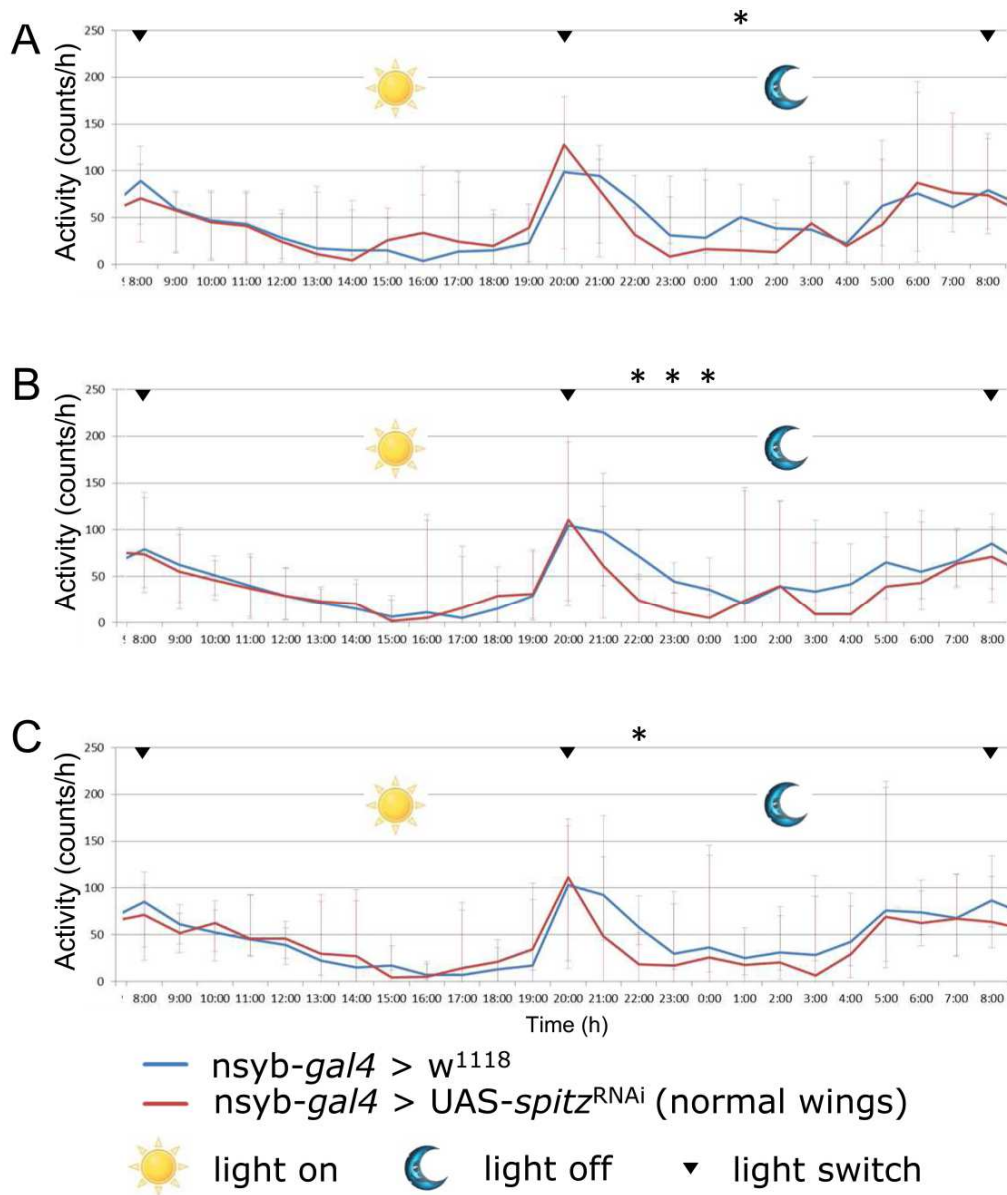 A
*
Activity (counts/h)
250
200
150
100
50
0
8:00 9:00 10:00 11:00 12:00 13:00 14:00 15:00 16:00 17:00 18:00 19:00 20:00 21:00 22:00 23:00 0:00 1:00 2:00 3:00 4:00 5:00 6:00 7:00 8:00
B
* * *
Activity (counts/h)
250
200
150
100
50
0
8:00 9:00 10:00 11:00 12:00 13:00 14:00 15:00 16:00 17:00 18:00 19:00 20:00 21:00 22:00 23:00 0:00 1:00 2:00 3:00 4:00 5:00 6:00 7:00 8:00
C
*
Activity (counts/h)
250
200
150
100
50
0
8:00 9:00 10:00 11:00 12:00 13:00 14:00 15:00 16:00 17:00 18:00 19:00 20:00 21:00 22:00 23:00 0:00 1:00 2:00 3:00 4:00 5:00 6:00 7:00 8:00
Time (h)
nsyb-gal4 > w¹¹¹⁸
nsyb-gal4 > UAS-spitzᴿᴺᴬⁱ (normal wings)
light on light off light switch